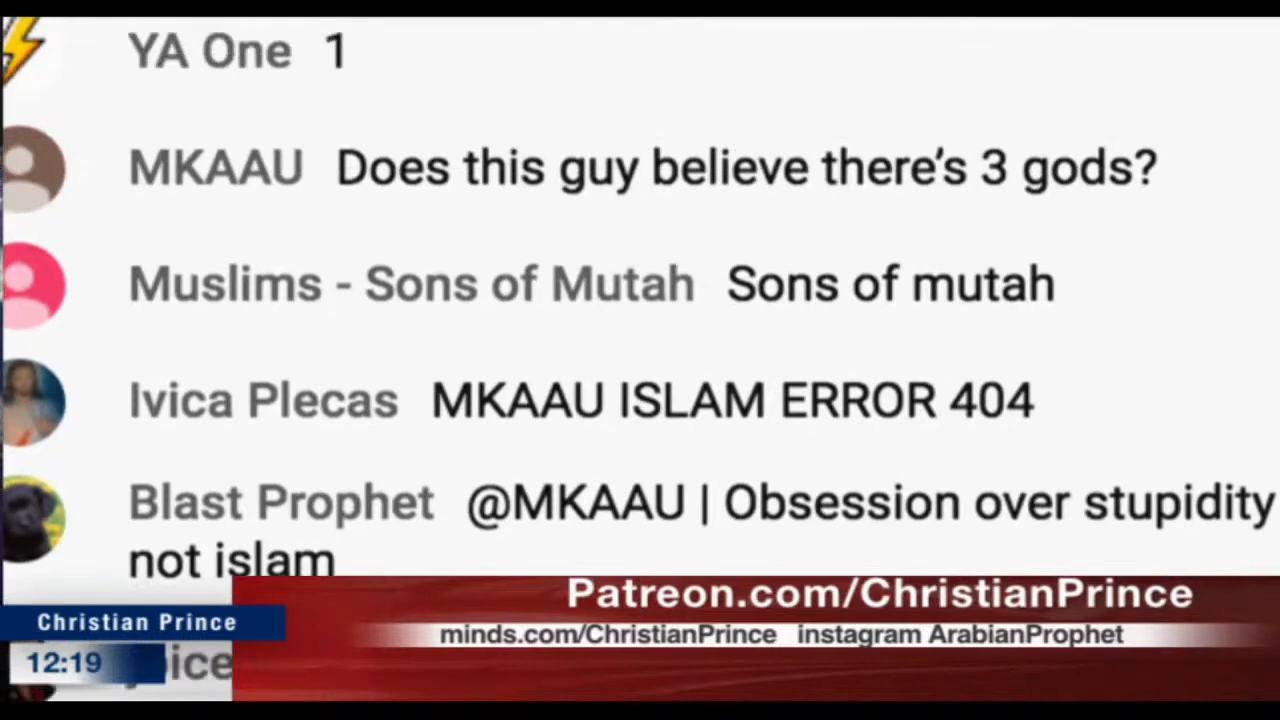 YA One 1
MKAAU Does this guy believe there's 3 gods?
Muslims - Sons of Mutah Sons of mutah
Ivica Plecas MKAAU ISLAM ERROR 404
Blast Prophet @MKAAU | Obsession over stupidity
not islam
Patreon.com/ChristianPrince
Christian Prince
minds.com/ChristianPrince instagram ArabianProphet
12:19